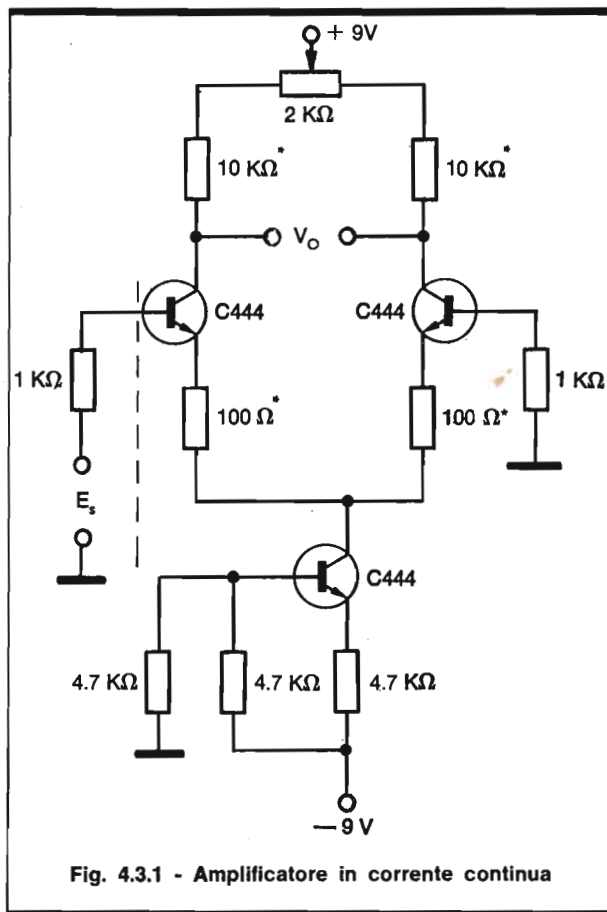 + 9V
2 KΩ
10 KΩ*
10 KΩ*
V_O
C444
C444
1 KΩ
1 KΩ
100 Ω*
100 Ω*
E_s
C444
4.7 KΩ
4.7 KΩ
4.7 KΩ
— 9 V
Fig. 4.3.1 - Amplificatore in corrente continua